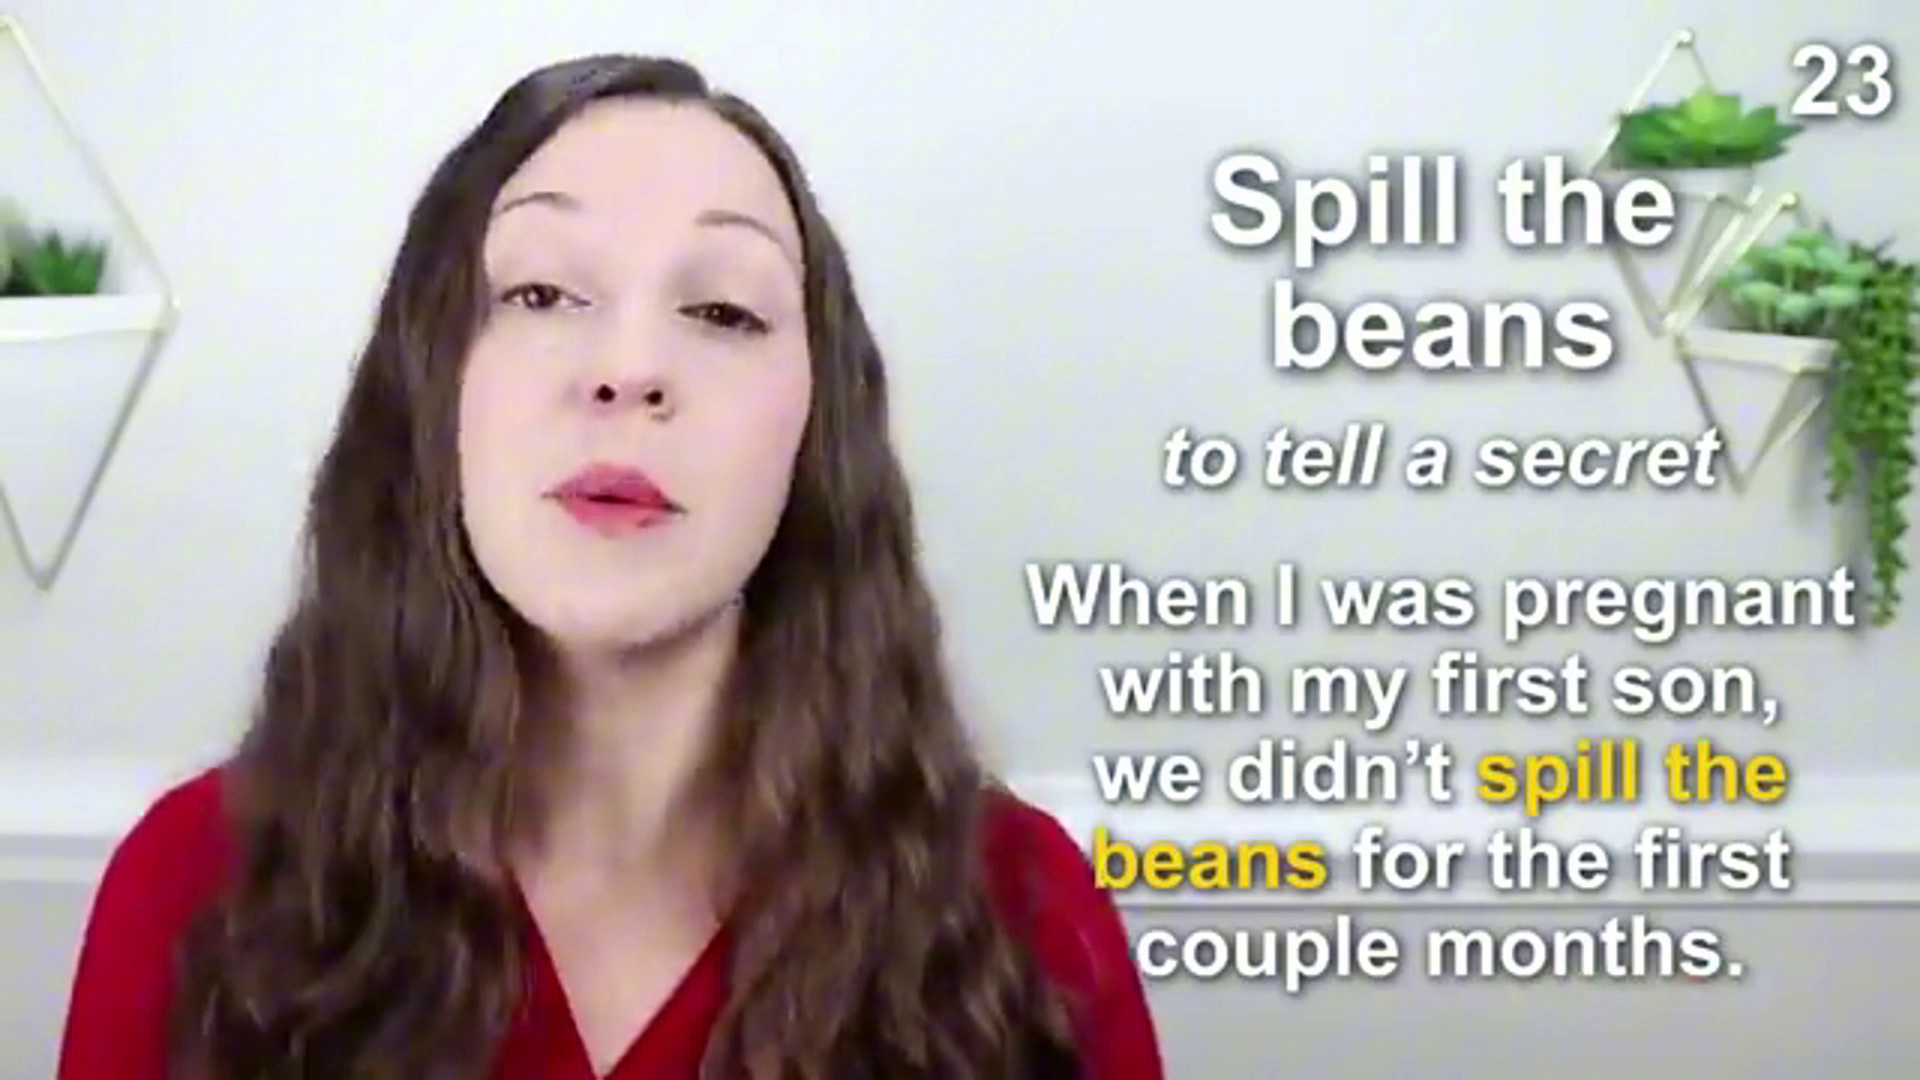 23
Spill the
beans
to tell a secret
When I was pregnant
with my first son,
we didn’t spill the
beans for the first
couple months.